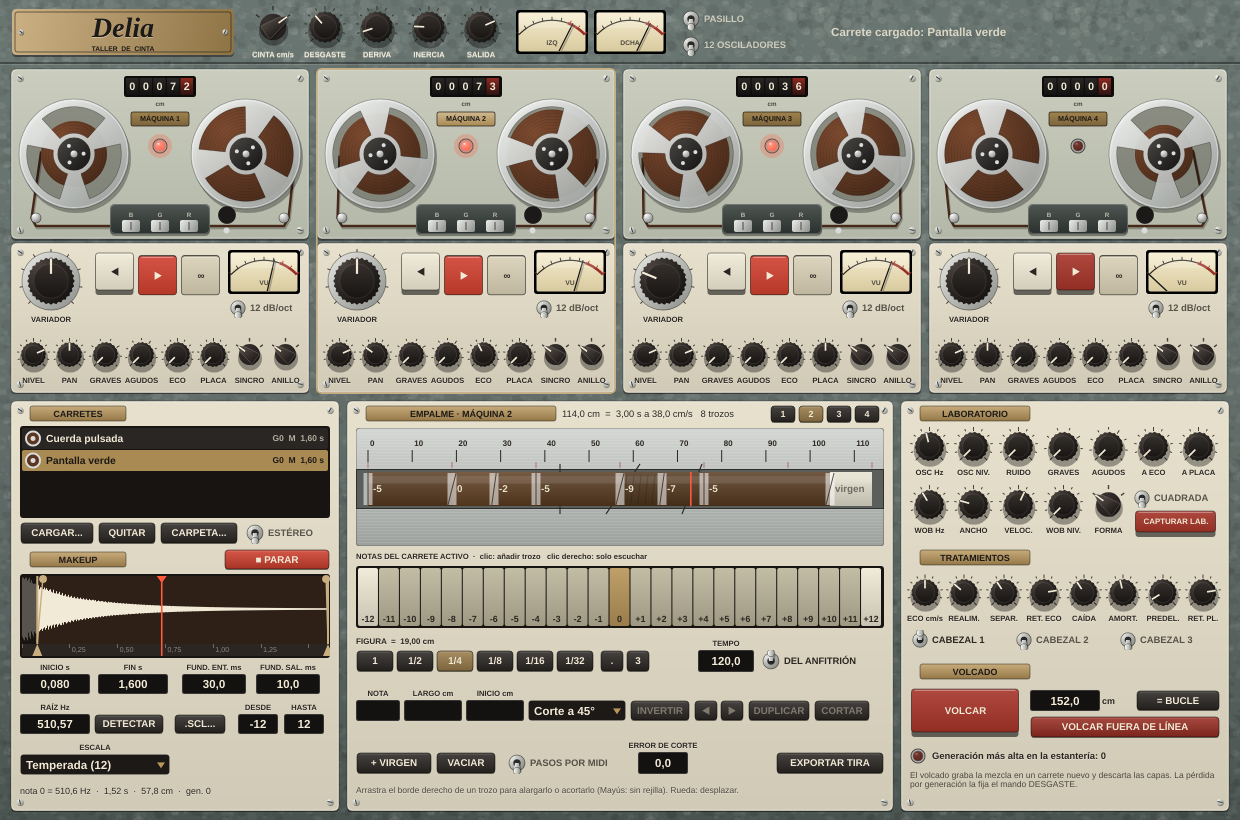 Delia
TALLER DE CINTA
CINTA cm/s DESGASTE DERIVA INERCIA SALIDA
IZQ DCHA
PASILLO
12 OSCILADORES
Carrete cargado: Pantalla verde
0 0 0 7 2
cm
MÁQUINA 1
B G R
0 0 0 7 3
cm
MÁQUINA 2
B G R
0 0 0 3 6
cm
MÁQUINA 3
B G R
0 0 0 0 0
cm
MÁQUINA 4
B G R
VARIADOR
◄ ► ∞
VU
12 dB/oct
NIVEL PAN GRAVES AGUDOS ECO PLACA SINCRO ANILLO
VARIADOR
◄ ► ∞
VU
12 dB/oct
NIVEL PAN GRAVES AGUDOS ECO PLACA SINCRO ANILLO
VARIADOR
◄ ► ∞
VU
12 dB/oct
NIVEL PAN GRAVES AGUDOS ECO PLACA SINCRO ANILLO
VARIADOR
◄ ► ∞
VU
12 dB/oct
NIVEL PAN GRAVES AGUDOS ECO PLACA SINCRO ANILLO
CARRETES
Cuerda pulsada G0 M 1,60 s
Pantalla verde G0 M 1,60 s
CARGAR... QUITAR CARPETA... ESTÉREO
MAKEUP ■ PARAR
0,25 0,50 0,75 1,00 1,25
INICIO s FIN s FUND. ENT. ms FUND. SAL. ms
0,080 1,600 30,0 10,0
RAÍZ Hz DESDE HASTA
510,57 DETECTAR .SCL... -12 12
ESCALA
Temperada (12)
nota 0 = 510,6 Hz · 1,52 s · 57,8 cm · gen. 0
EMPALME · MÁQUINA 2 114,0 cm = 3,00 s a 38,0 cm/s 8 trozos 1 2 3 4
0 10 20 30 40 50 60 70 80 90 100 110
-5 0 -2 -5 -9 -7 -5 virgen
NOTAS DEL CARRETE ACTIVO · clic: añadir trozo clic derecho: solo escuchar
-12 -11 -10 -9 -8 -7 -6 -5 -4 -3 -2 -1 0 +1 +2 +3 +4 +5 +6 +7 +8 +9 +10 +11 +12
FIGURA = 19,00 cm TEMPO
1 1/2 1/4 1/8 1/16 1/32 . 3 120,0 DEL ANFITRIÓN
NOTA LARGO cm INICIO cm
Corte a 45° INVERTIR ◄ ► DUPLICAR CORTAR
ERROR DE CORTE
+ VIRGEN VACIAR PASOS POR MIDI 0,0 EXPORTAR TIRA
Arrastra el borde derecho de un trozo para alargarlo o acortarlo (Mayús: sin rejilla). Rueda: desplazar.
LABORATORIO
OSC Hz OSC NIV. RUIDO GRAVES AGUDOS A ECO A PLACA
CUADRADA
CAPTURAR LAB.
WOB Hz ANCHO VELOC. WOB NIV. FORMA
TRATAMIENTOS
ECO cm/s REALIM. SEPAR. RET. ECO CAÍDA AMORT. PREDEL. RET. PL.
CABEZAL 1 CABEZAL 2 CABEZAL 3
VOLCADO
VOLCAR 152,0 cm = BUCLE
VOLCAR FUERA DE LÍNEA
Generación más alta en la estantería: 0
El volcado graba la mezcla en un carrete nuevo y descarta las capas. La pérdida
por generación la fija el mando DESGASTE.